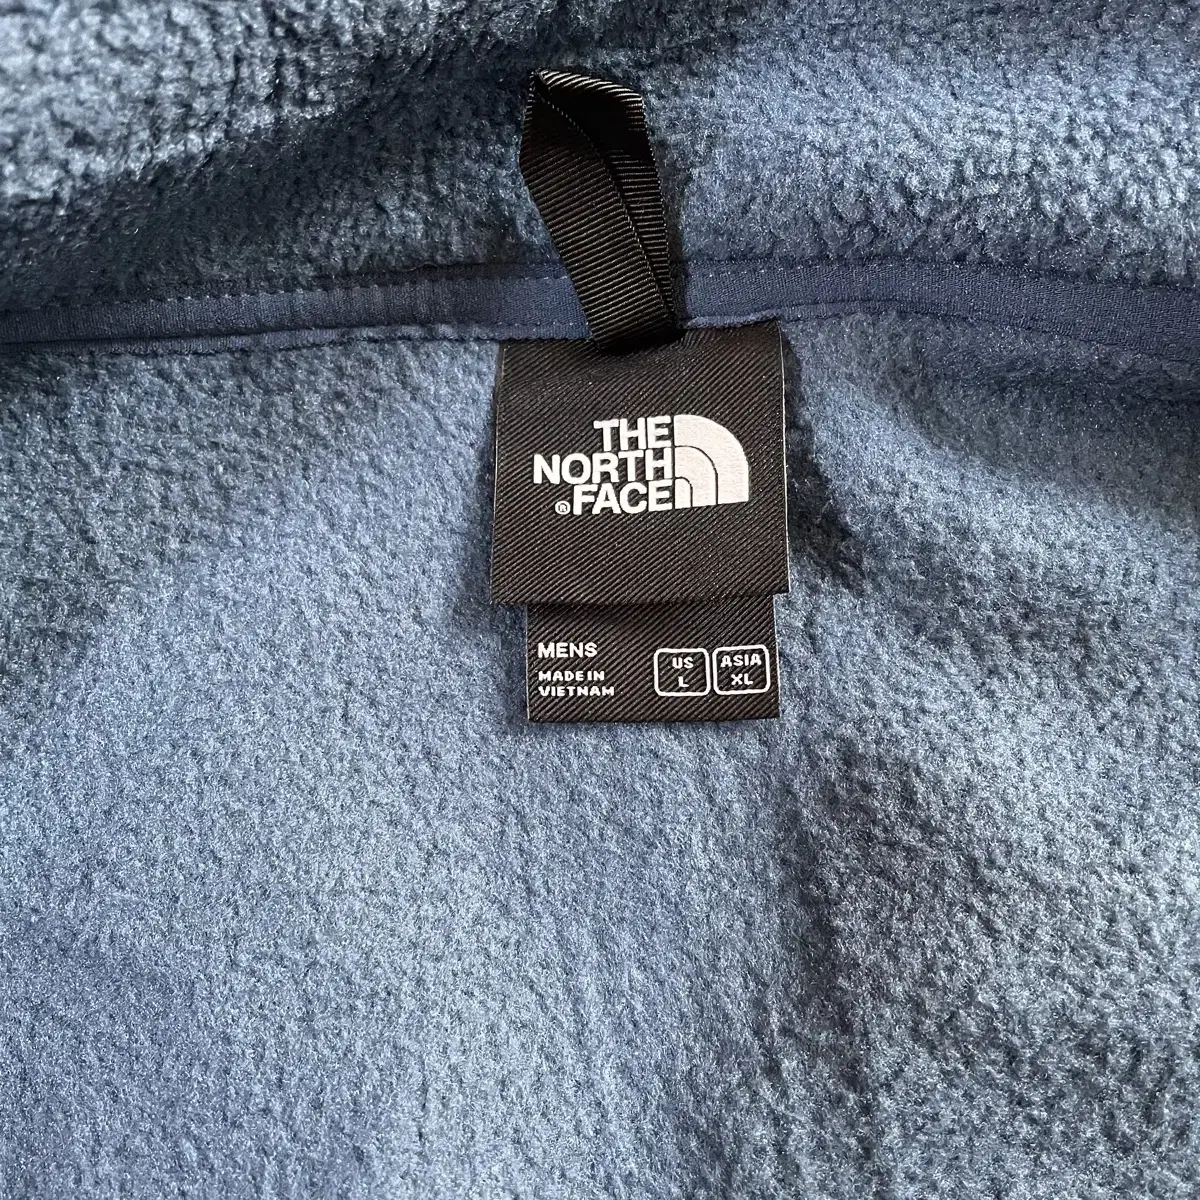 THE
NORTH
®FACE
MENS
MADE IN
VIETNAM
US
L
ASIA
XL